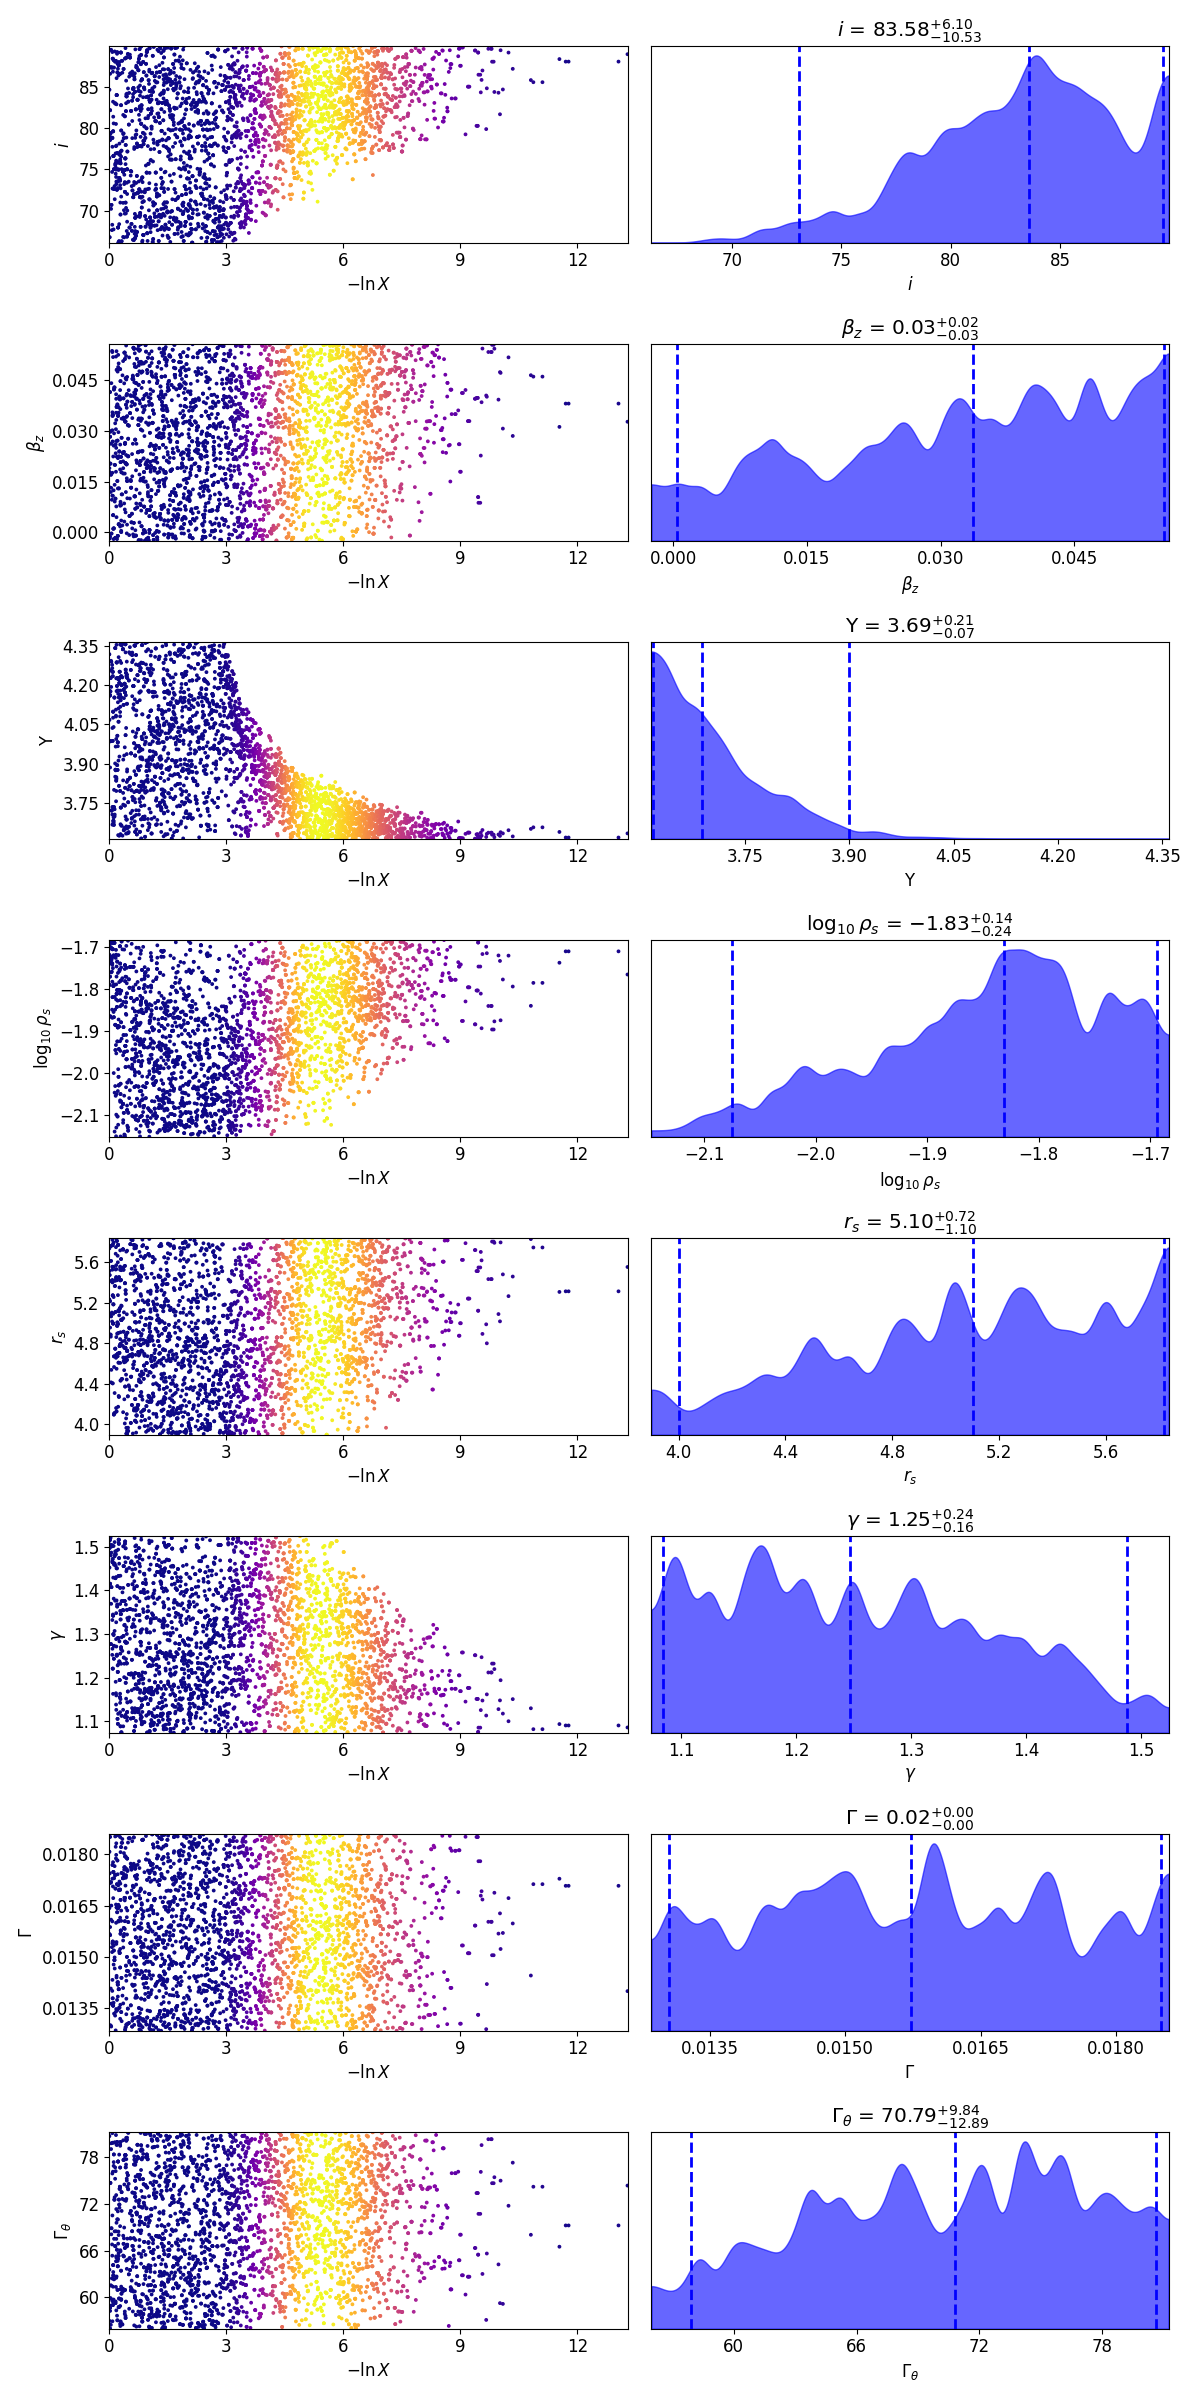 i = 83.58 +6.10 −10.53
85
80
75
70
i
0 3 6 9 12
−ln X
70 75 80 85
i
β_z = 0.03 +0.02 −0.03
0.045
0.030
0.015
0.000
β_z
0 3 6 9 12
−ln X
0.000 0.015 0.030 0.045
β_z
Υ = 3.69 +0.21 −0.07
4.35
4.20
4.05
3.90
3.75
Υ
0 3 6 9 12
−ln X
3.75 3.90 4.05 4.20 4.35
Υ
log₁₀ ρ_s = −1.83 +0.14 −0.24
−1.7
−1.8
−1.9
−2.0
−2.1
log₁₀ ρ_s
0 3 6 9 12
−ln X
−2.1 −2.0 −1.9 −1.8 −1.7
log₁₀ ρ_s
r_s = 5.10 +0.72 −1.10
5.6
5.2
4.8
4.4
4.0
r_s
0 3 6 9 12
−ln X
4.0 4.4 4.8 5.2 5.6
r_s
γ = 1.25 +0.24 −0.16
1.5
1.4
1.3
1.2
1.1
γ
0 3 6 9 12
−ln X
1.1 1.2 1.3 1.4 1.5
γ
Γ = 0.02 +0.00 −0.00
0.0180
0.0165
0.0150
0.0135
Γ
0 3 6 9 12
−ln X
0.0135 0.0150 0.0165 0.0180
Γ
Γ_θ = 70.79 +9.84 −12.89
78
72
66
60
Γ_θ
0 3 6 9 12
−ln X
60 66 72 78
Γ_θ